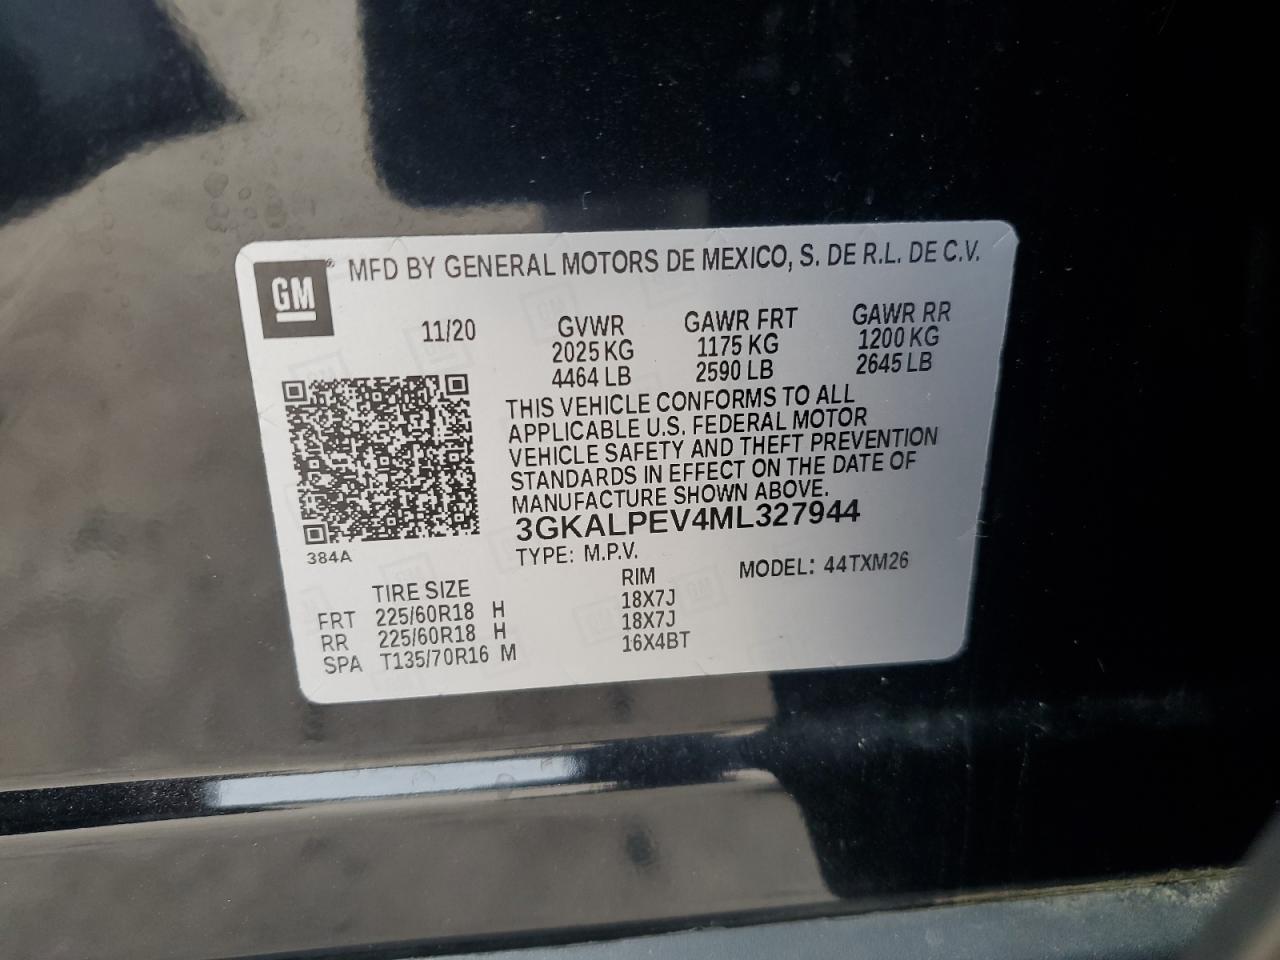 GM ® MFD BY GENERAL MOTORS DE MEXICO, S. DE R.L. DE C.V.
11/20 GVWR GAWR FRT GAWR RR
2025 KG 1175 KG 1200 KG
4464 LB 2590 LB 2645 LB
THIS VEHICLE CONFORMS TO ALL
APPLICABLE U.S. FEDERAL MOTOR
VEHICLE SAFETY AND THEFT PREVENTION
STANDARDS IN EFFECT ON THE DATE OF
MANUFACTURE SHOWN ABOVE.
3GKALPEV4ML327944
384A TYPE: M.P.V. MODEL: 44TXM26
TIRE SIZE RIM
FRT 225/60R18 H 18X7J
RR 225/60R18 H 18X7J
SPA T135/70R16 M 16X4BT